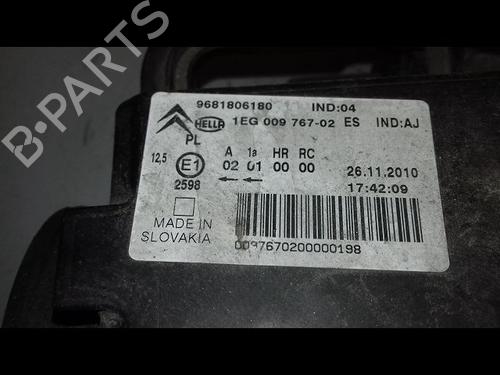 9681806180 IND:04
HELLA 1EG 009 767-02 ES IND:AJ
PL
A 1a HR RC
12,5 E1 02 01 00 00 26.11.2010
2598 17:42:09
MADE IN
SLOVAKIA
0097670200000198
B-PARTS